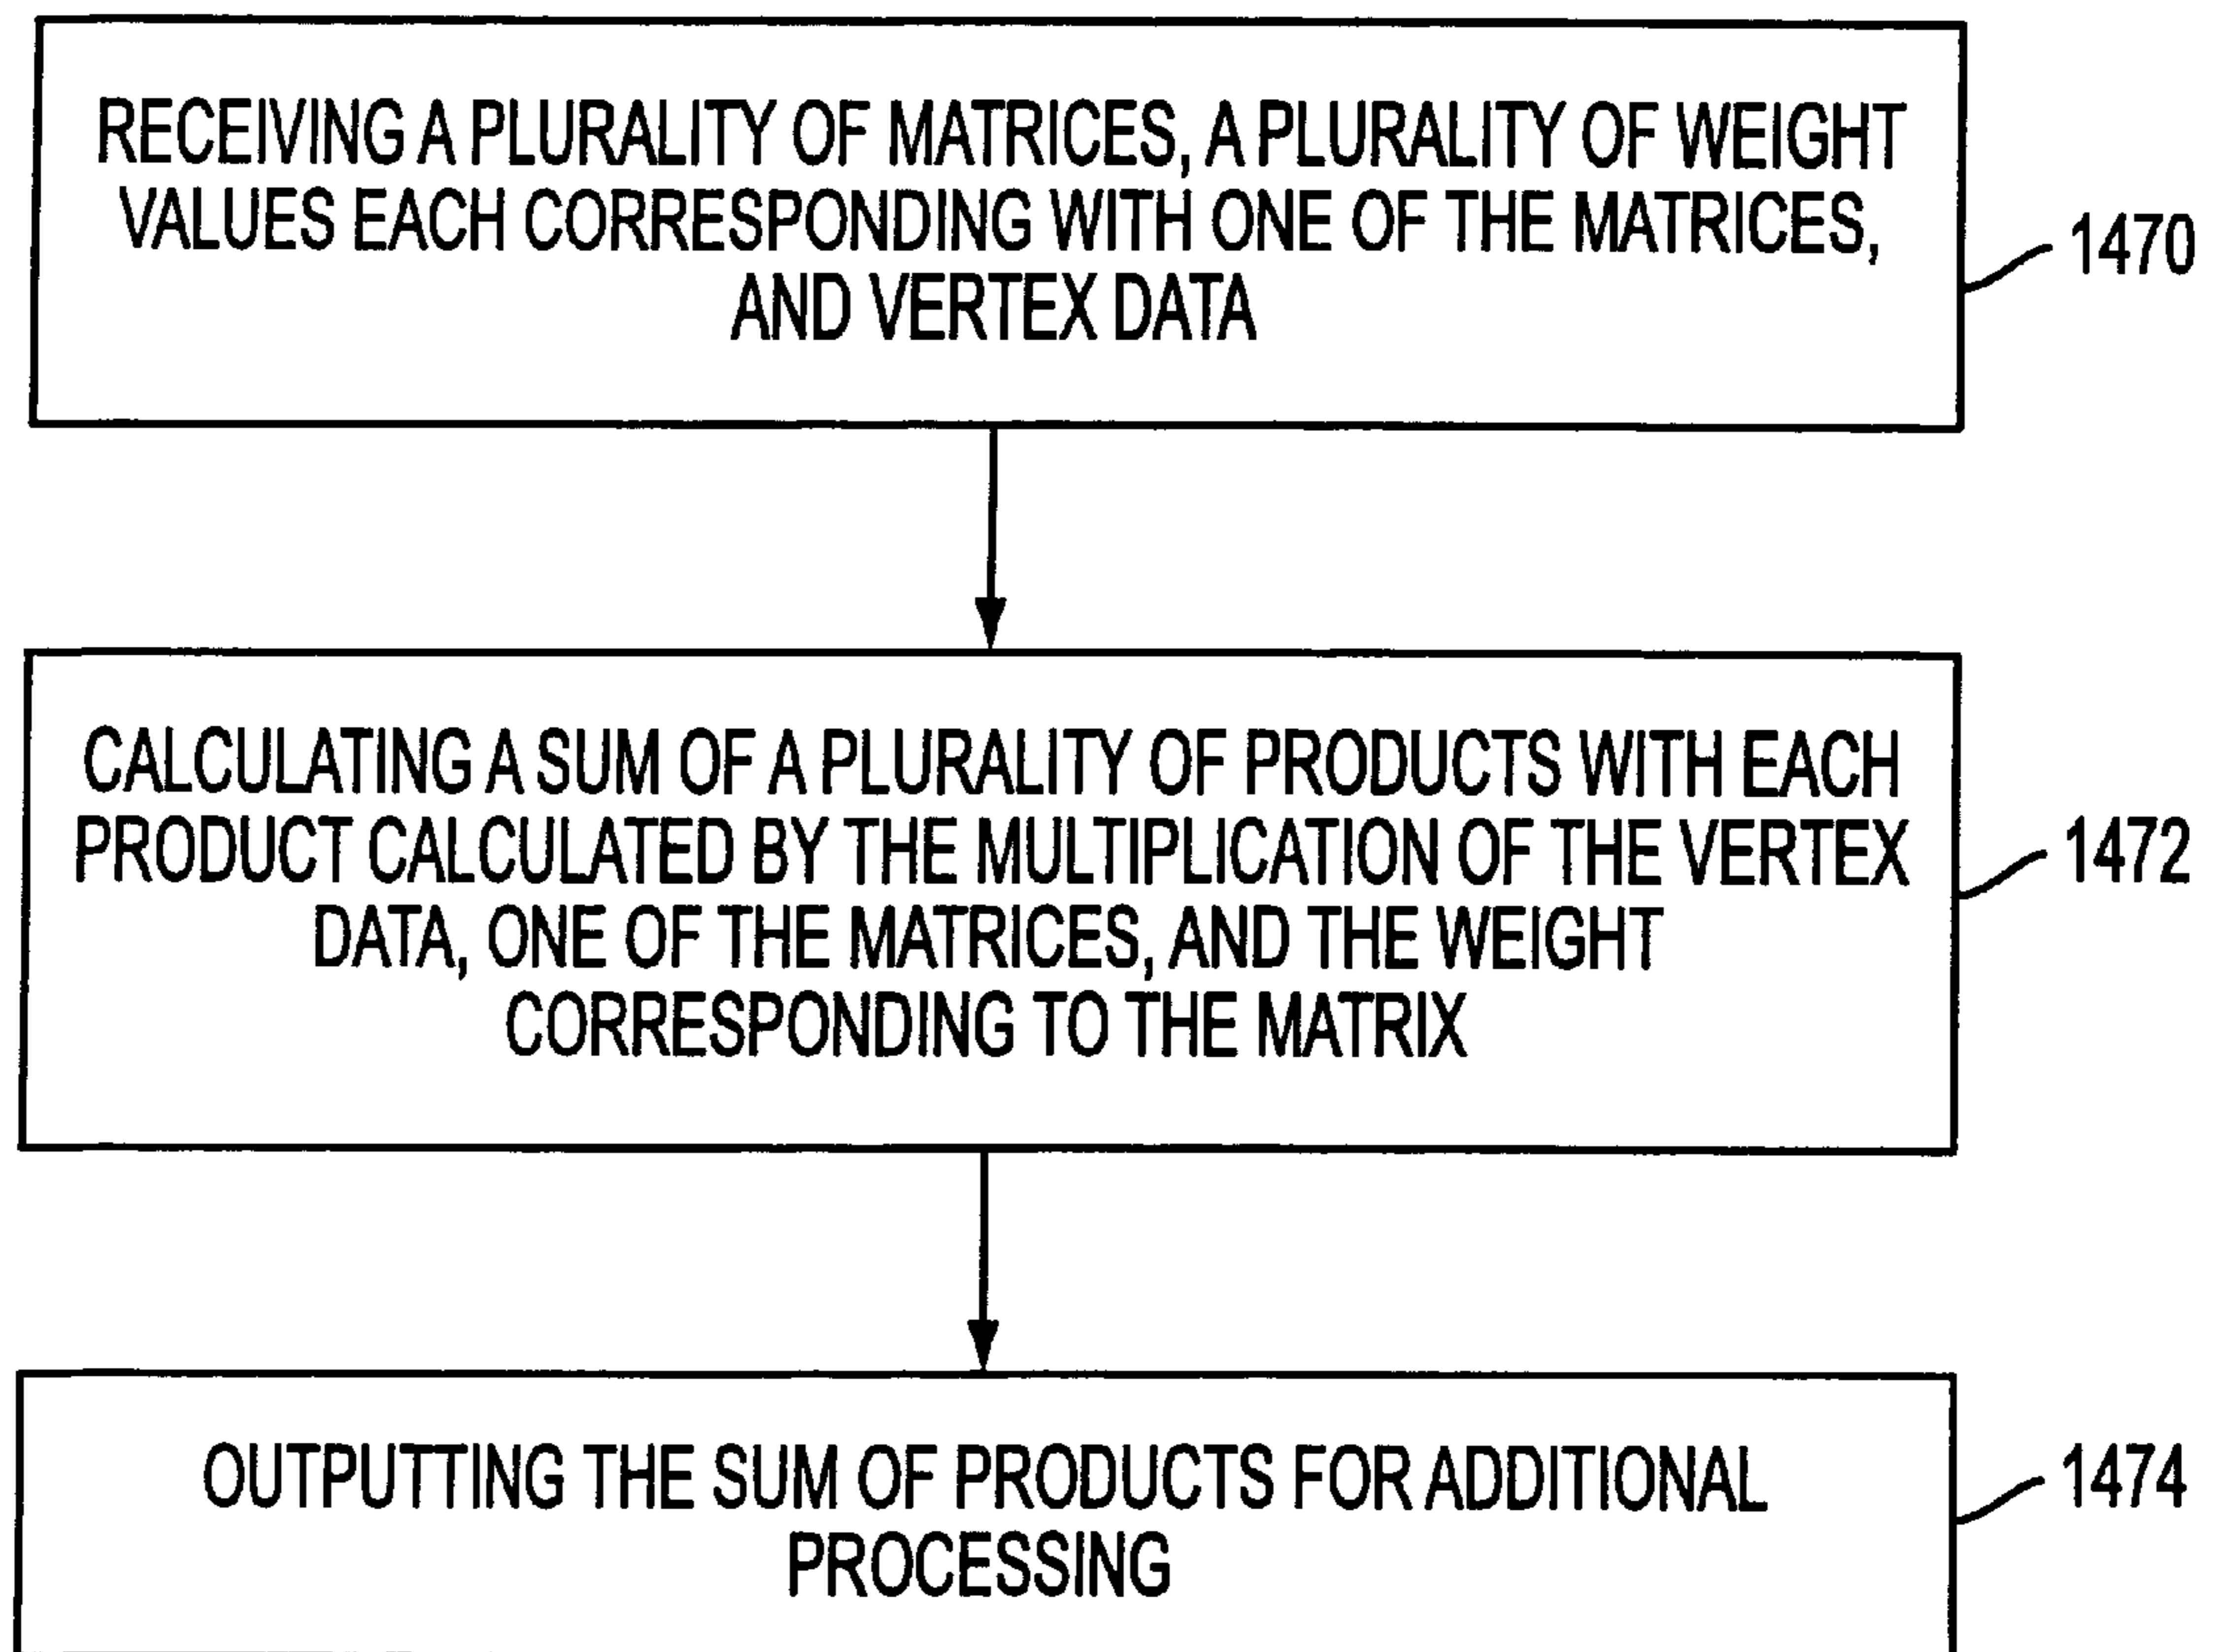 RECEIVING A PLURALITY OF MATRICES, A PLURALITY OF WEIGHT
VALUES EACH CORRESPONDING WITH ONE OF THE MATRICES,
AND VERTEX DATA
1470
CALCULATING A SUM OF A PLURALITY OF PRODUCTS WITH EACH
PRODUCT CALCULATED BY THE MULTIPLICATION OF THE VERTEX
DATA, ONE OF THE MATRICES, AND THE WEIGHT
CORRESPONDING TO THE MATRIX
1472
OUTPUTTING THE SUM OF PRODUCTS FOR ADDITIONAL
PROCESSING
1474